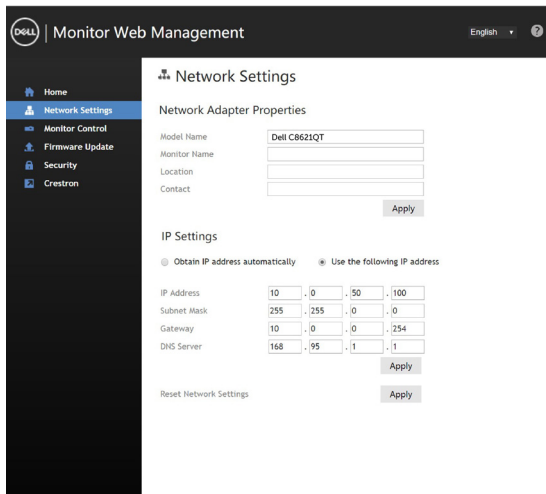 DELL
Monitor Web Management
English
?
Home
Network Settings
Monitor Control
Firmware Update
Security
Crestron
Network Settings
Network Adapter Properties
Model Name Dell C8621QT
Monitor Name
Location
Contact
Apply
IP Settings
Obtain IP address automatically Use the following IP address
IP Address 10 . 0 . 50 . 100
Subnet Mask 255 . 255 . 0 . 0
Gateway 10 . 0 . 0 . 254
DNS Server 168 . 95 . 1 . 1
Apply
Reset Network Settings Apply